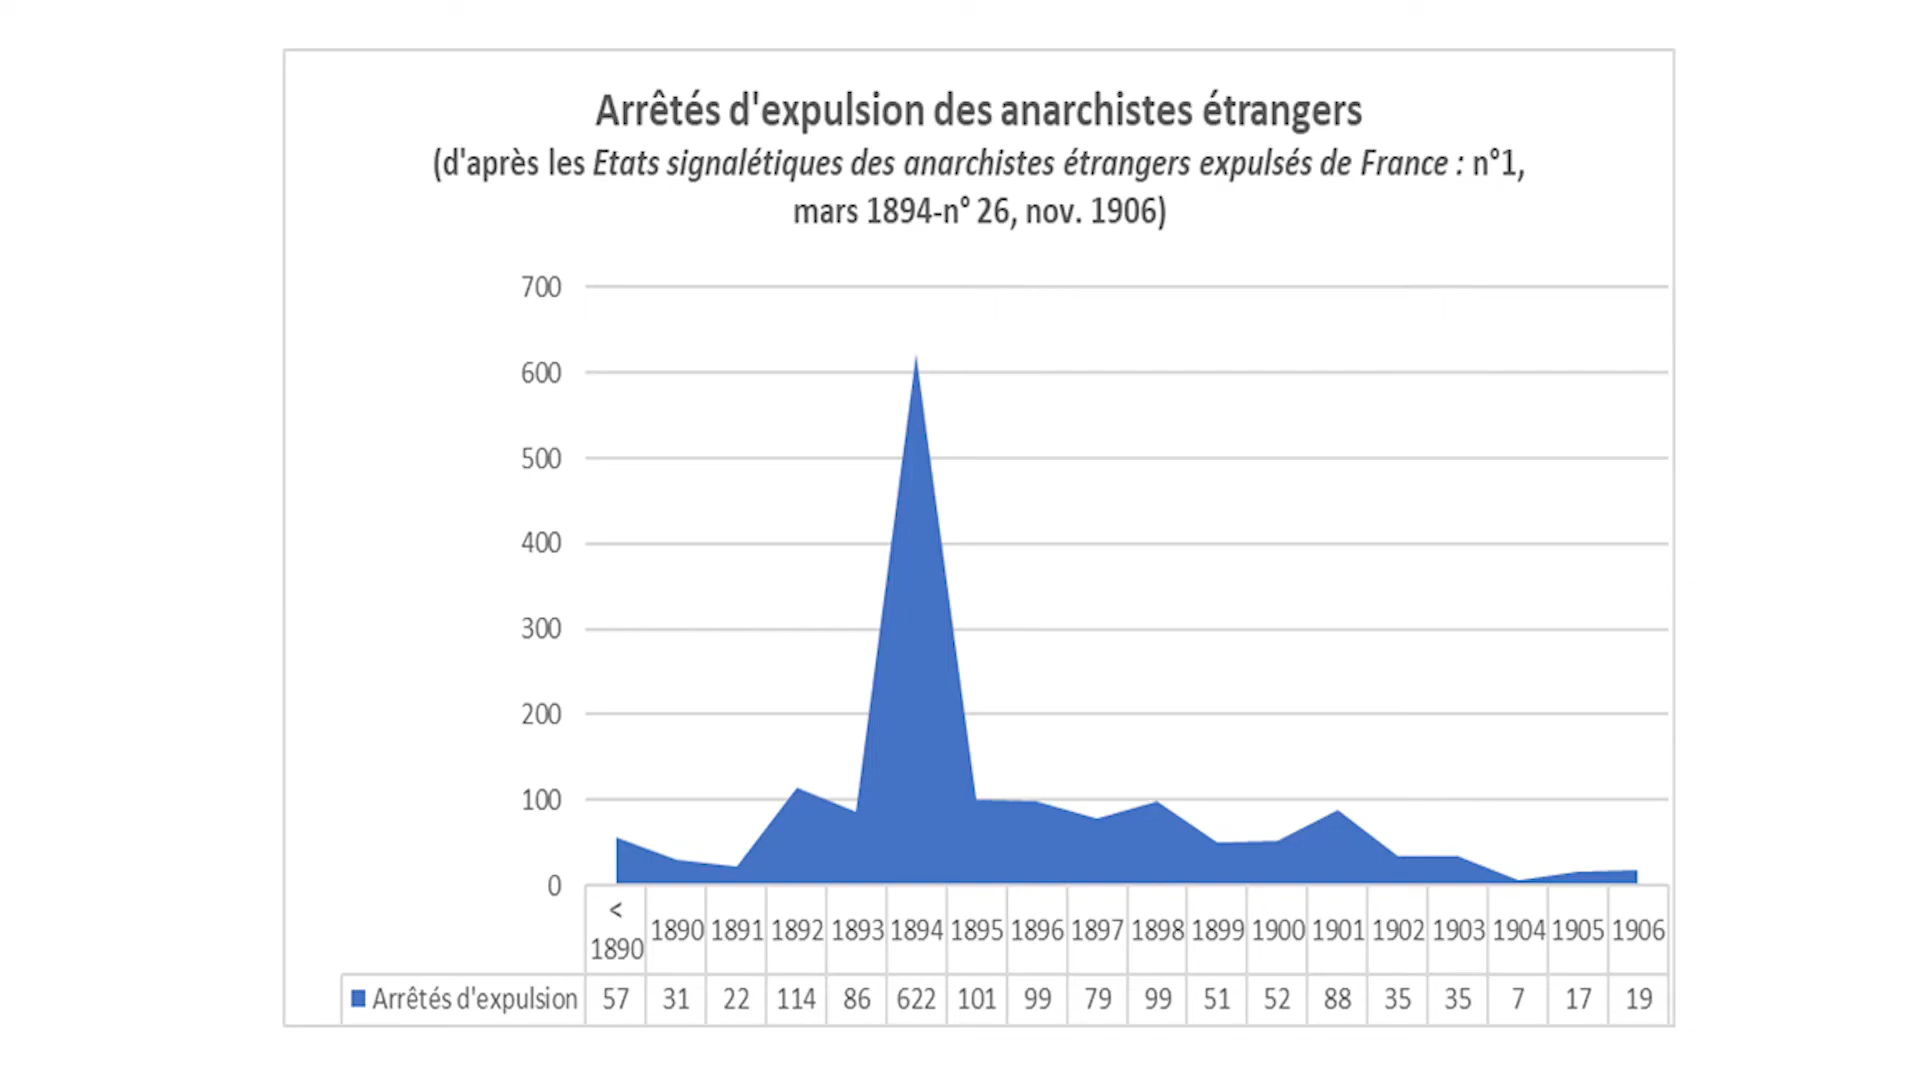 Arrêtés d'expulsion des anarchistes étrangers
(d'après les Etats signalétiques des anarchistes étrangers expulsés de France : n°1,
mars 1894-n° 26, nov. 1906)
700
600
500
400
300
200
100
0
< 1890 1890 1891 1892 1893 1894 1895 1896 1897 1898 1899 1900 1901 1902 1903 1904 1905 1906
Arrêtés d'expulsion 57 31 22 114 86 622 101 99 79 99 51 52 88 35 35 7 17 19